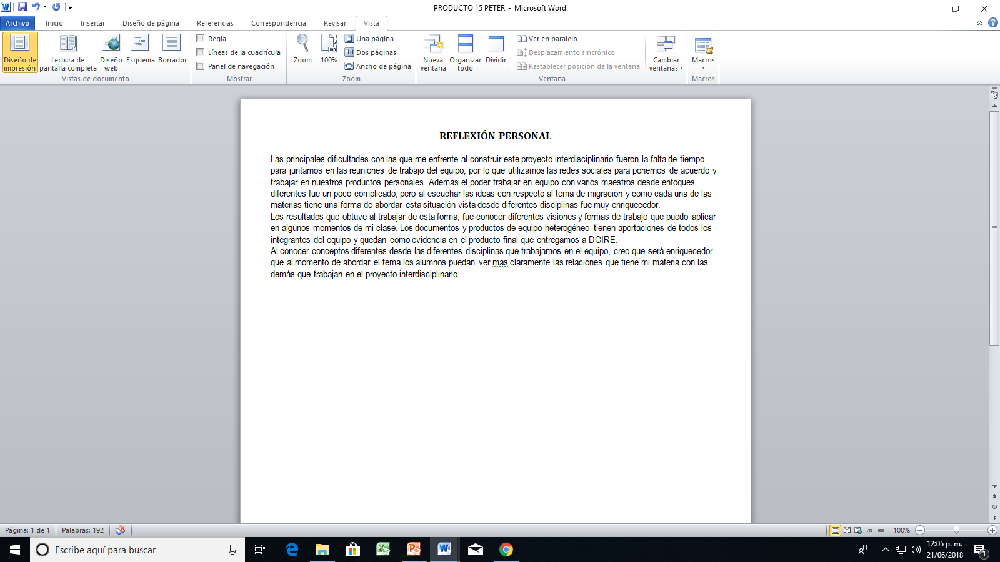 PRODUCTO 15 PETER - Microsoft Word
Archivo Inicio Insertar Diseño de página Referencias Correspondencia Revisar Vista
Diseño de impresión
Lectura de pantalla completa
Diseño web
Esquema
Borrador
Vistas de documento
Regla
Líneas de la cuadrícula
Panel de navegación
Mostrar
Zoom
100%
Una página
Dos páginas
Ancho de página
Zoom
Nueva ventana
Organizar todo
Dividir
Ver en paralelo
Desplazamiento sincrónico
Restablecer posición de la ventana
Cambiar ventanas
Ventana
Macros
Macros
REFLEXIÓN PERSONAL
Las principales dificultades con las que me enfrente al construir este proyecto interdisciplinario fueron la falta de tiempo
para juntarnos en las reuniones de trabajo del equipo, por lo que utilizamos las redes sociales para ponernos de acuerdo y
trabajar en nuestros productos personales. Además el poder trabajar en equipo con varios maestros desde enfoques
diferentes fue un poco complicado, pero al escuchar las ideas con respecto al tema de migración y como cada una de las
materias tiene una forma de abordar esta situación vista desde diferentes disciplinas fue muy enriquecedor.
Los resultados que obtuve al trabajar de esta forma, fue conocer diferentes visiones y formas de trabajo que puedo aplicar
en algunos momentos de mi clase. Los documentos y productos de equipo heterogéneo tienen aportaciones de todos los
integrantes del equipo y quedan como evidencia en el producto final que entregamos a DGIRE.
Al conocer conceptos diferentes desde las diferentes disciplinas que trabajamos en el equipo, creo que será enriquecedor
que al momento de abordar el tema los alumnos puedan ver mas claramente las relaciones que tiene mi materia con las
demás que trabajan en el proyecto interdisciplinario.
Página: 1 de 1 Palabras: 192 100%
Escribe aquí para buscar
12:05 p. m.
21/06/2018
1